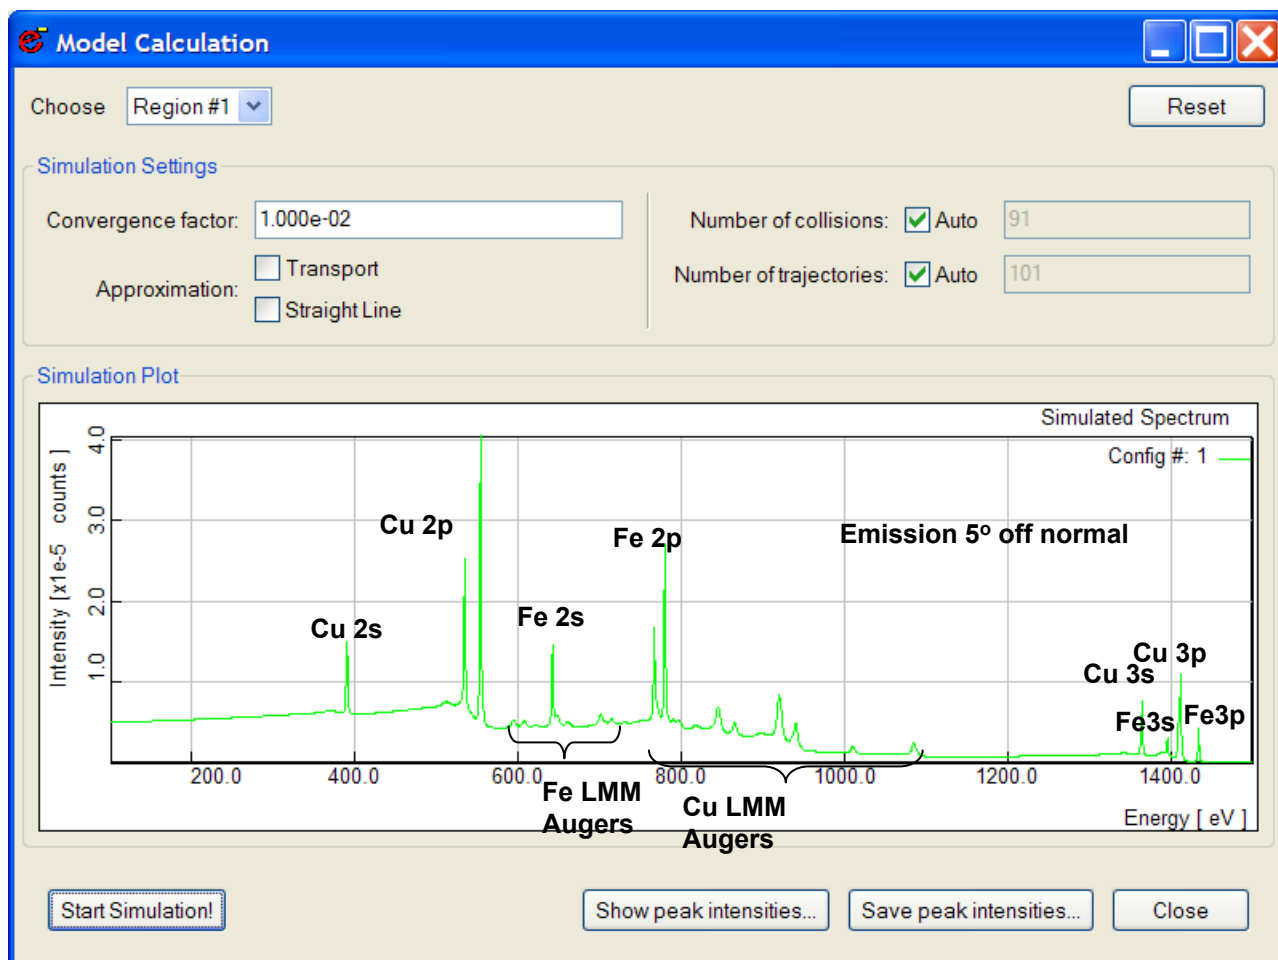 Model Calculation
Choose Region #1 Reset
Simulation Settings
Convergence factor: 1.000e-02
Number of collisions: Auto 91
Approximation: Transport
Straight Line
Number of trajectories: Auto 101
Simulation Plot
Simulated Spectrum
Config #: 1
Intensity [x1e-5 counts ]
4.0
3.0
2.0
1.0
Cu 2p
Fe 2p
Emission 5º off normal
Cu 2s
Fe 2s
Cu 3p
Cu 3s
Fe3s
Fe3p
200.0 400.0 600.0 800.0 1000.0 1200.0 1400.0
Fe LMM
Augers
Cu LMM
Augers
Energy [ eV ]
Start Simulation! Show peak intensities... Save peak intensities... Close